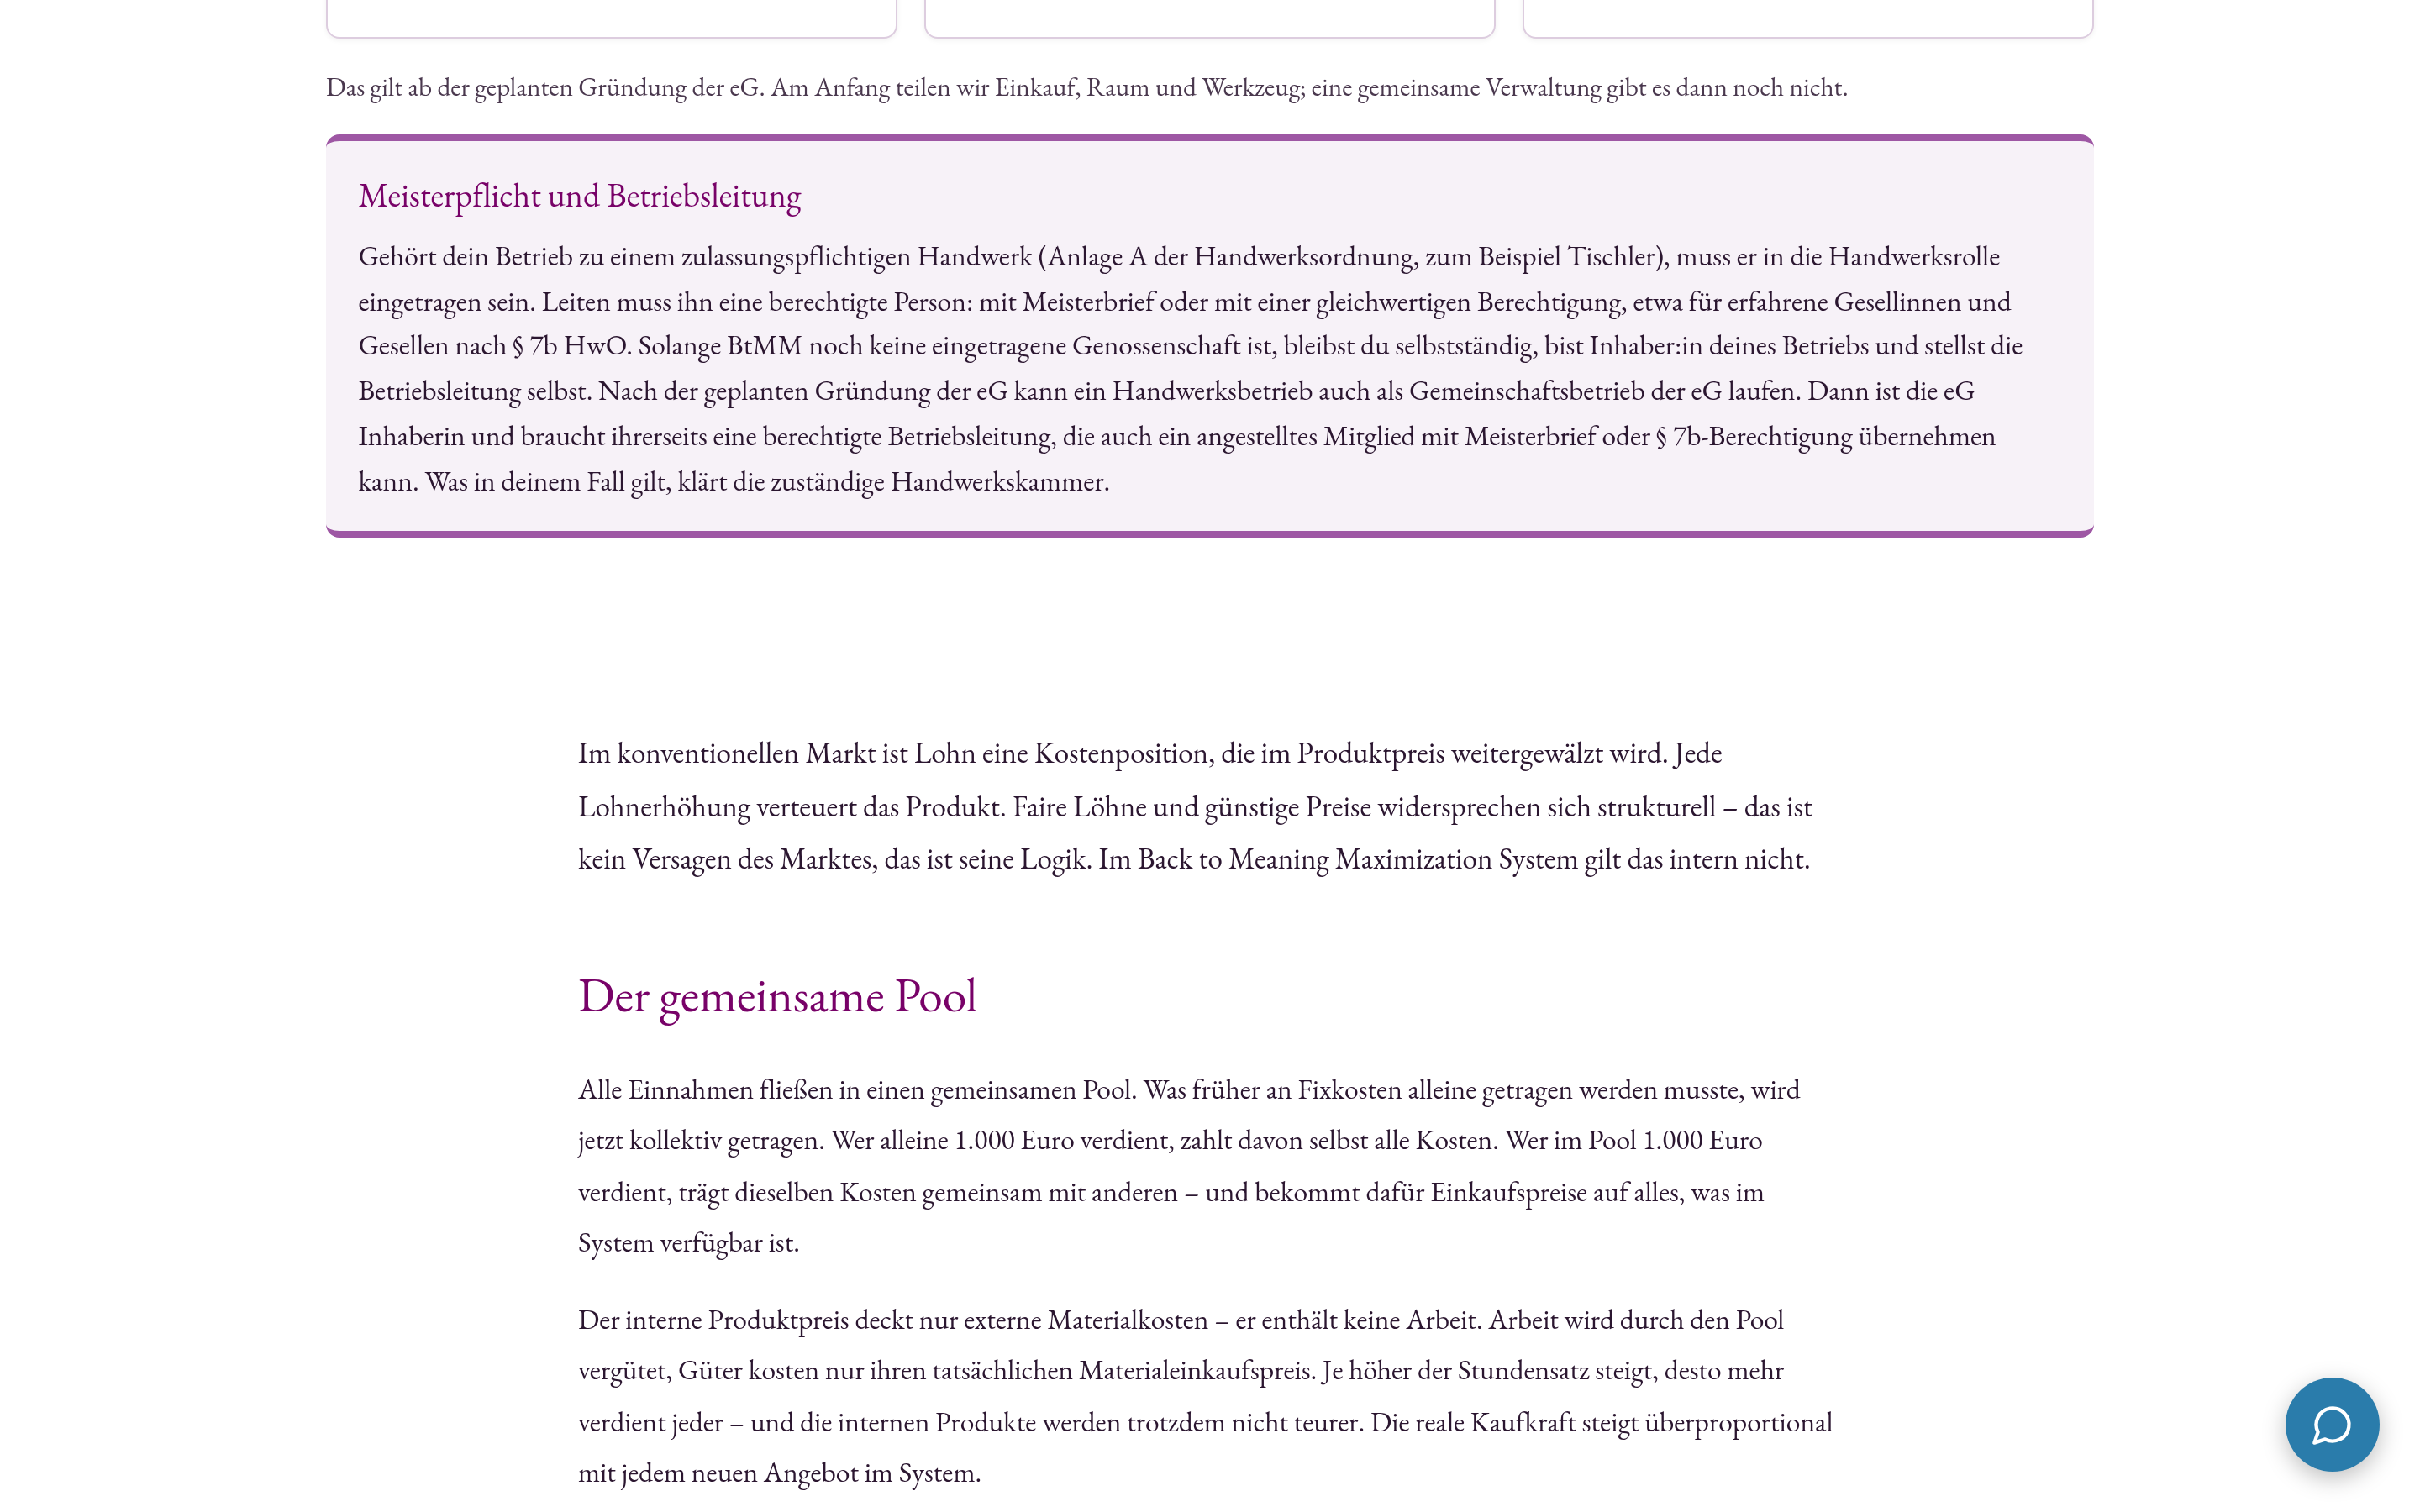 Das gilt ab der geplanten Gründung der eG. Am Anfang teilen wir Einkauf, Raum und Werkzeug; eine gemeinsame Verwaltung gibt es dann noch nicht.
Meisterpflicht und Betriebsleitung
Gehört dein Betrieb zu einem zulassungspflichtigen Handwerk (Anlage A der Handwerksordnung, zum Beispiel Tischler), muss er in die Handwerksrolle
eingetragen sein. Leiten muss ihn eine berechtigte Person: mit Meisterbrief oder mit einer gleichwertigen Berechtigung, etwa für erfahrene Gesellinnen und
Gesellen nach § 7b HwO. Solange BtMM noch keine eingetragene Genossenschaft ist, bleibst du selbstständig, bist Inhaber:in deines Betriebs und stellst die
Betriebsleitung selbst. Nach der geplanten Gründung der eG kann ein Handwerksbetrieb auch als Gemeinschaftsbetrieb der eG laufen. Dann ist die eG
Inhaberin und braucht ihrerseits eine berechtigte Betriebsleitung, die auch ein angestelltes Mitglied mit Meisterbrief oder § 7b-Berechtigung übernehmen
kann. Was in deinem Fall gilt, klärt die zuständige Handwerkskammer.
Im konventionellen Markt ist Lohn eine Kostenposition, die im Produktpreis weitergewälzt wird. Jede
Lohnerhöhung verteuert das Produkt. Faire Löhne und günstige Preise widersprechen sich strukturell – das ist
kein Versagen des Marktes, das ist seine Logik. Im Back to Meaning Maximization System gilt das intern nicht.
Der gemeinsame Pool
Alle Einnahmen fließen in einen gemeinsamen Pool. Was früher an Fixkosten alleine getragen werden musste, wird
jetzt kollektiv getragen. Wer alleine 1.000 Euro verdient, zahlt davon selbst alle Kosten. Wer im Pool 1.000 Euro
verdient, trägt dieselben Kosten gemeinsam mit anderen – und bekommt dafür Einkaufspreise auf alles, was im
System verfügbar ist.
Der interne Produktpreis deckt nur externe Materialkosten – er enthält keine Arbeit. Arbeit wird durch den Pool
vergütet, Güter kosten nur ihren tatsächlichen Materialeinkaufspreis. Je höher der Stundensatz steigt, desto mehr
verdient jeder – und die internen Produkte werden trotzdem nicht teurer. Die reale Kaufkraft steigt überproportional
mit jedem neuen Angebot im System.